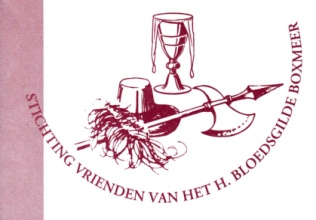 STICHTING VRIENDEN VAN HET H. BLOEDSGILDE BOXMEER